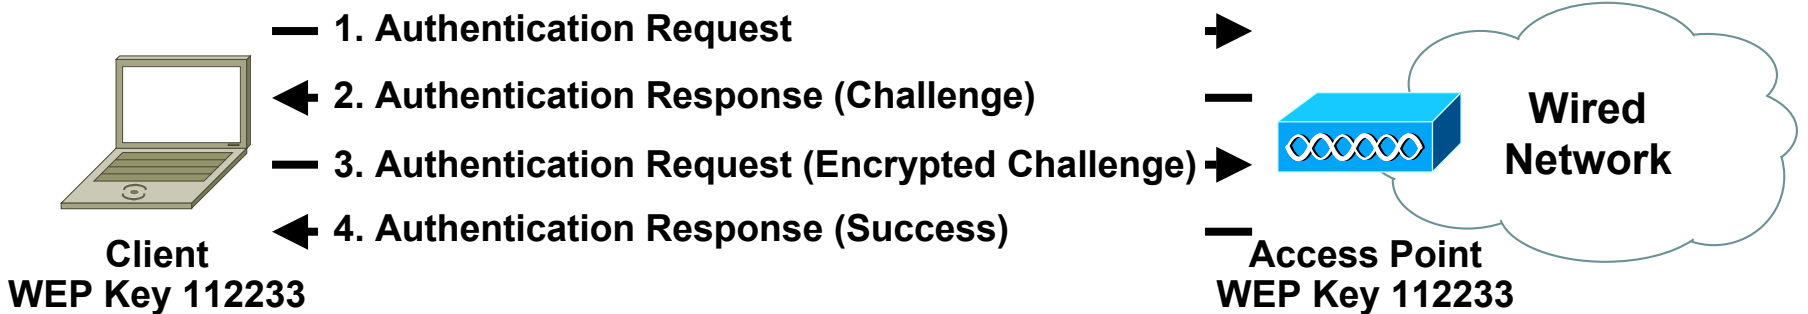 1. Authentication Request
2. Authentication Response (Challenge)
3. Authentication Request (Encrypted Challenge)
4. Authentication Response (Success)
Wired
Network
Client
WEP Key 112233
Access Point
WEP Key 112233